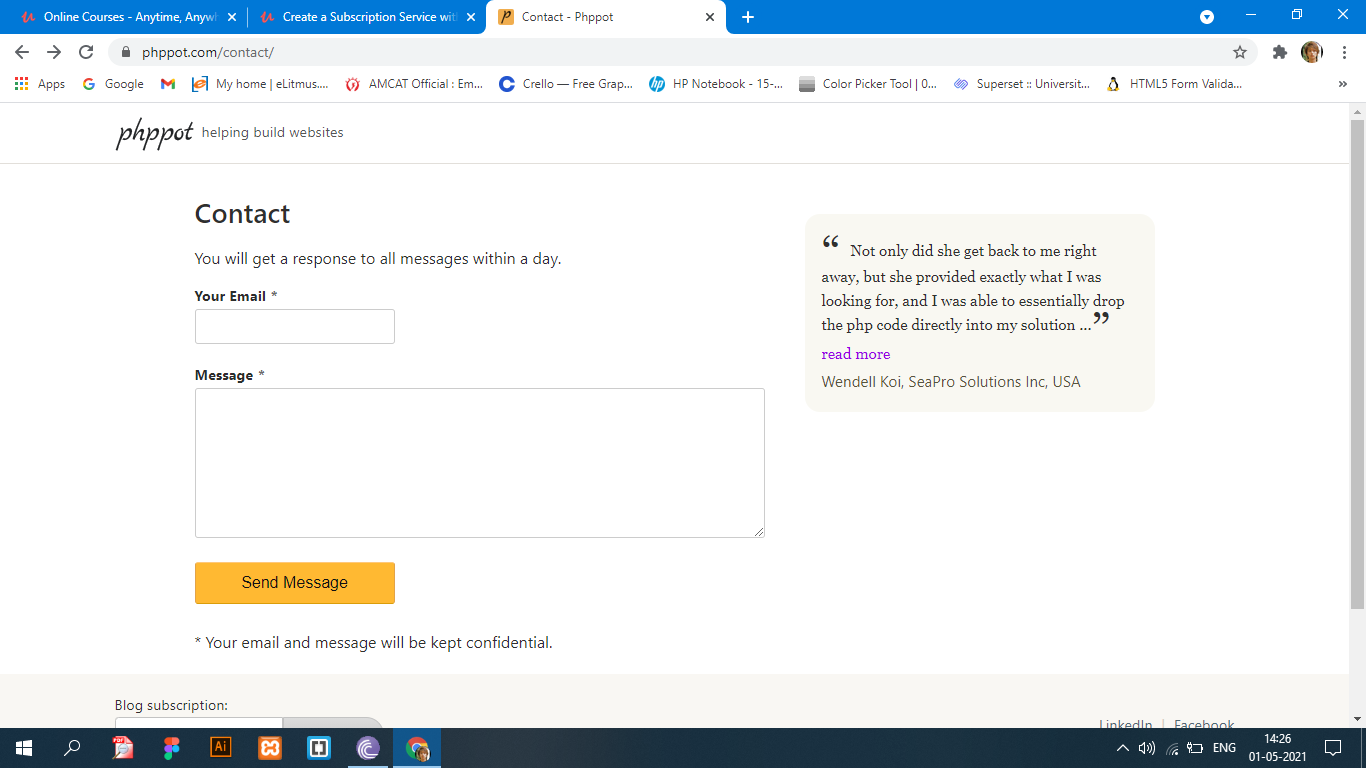 Online Courses - Anytime, Anywh
Create a Subscription Service wit
Contact - Phppot
phppot.com/contact/
Apps
Google
My home | eLitmus....
AMCAT Official : Em...
Crello — Free Grap...
HP Notebook - 15-...
Color Picker Tool | 0...
Superset :: Universit...
HTML5 Form Valida...
»
phppot helping build websites
Contact
You will get a response to all messages within a day.
Your Email *
Message *
Send Message
* Your email and message will be kept confidential.
“ Not only did she get back to me right
away, but she provided exactly what I was
looking for, and I was able to essentially drop
the php code directly into my solution ...”
read more
Wendell Koi, SeaPro Solutions Inc, USA
Blog subscription:
LinkedIn | Facebook
PDF
Ai
ENG
14:26
01-05-2021